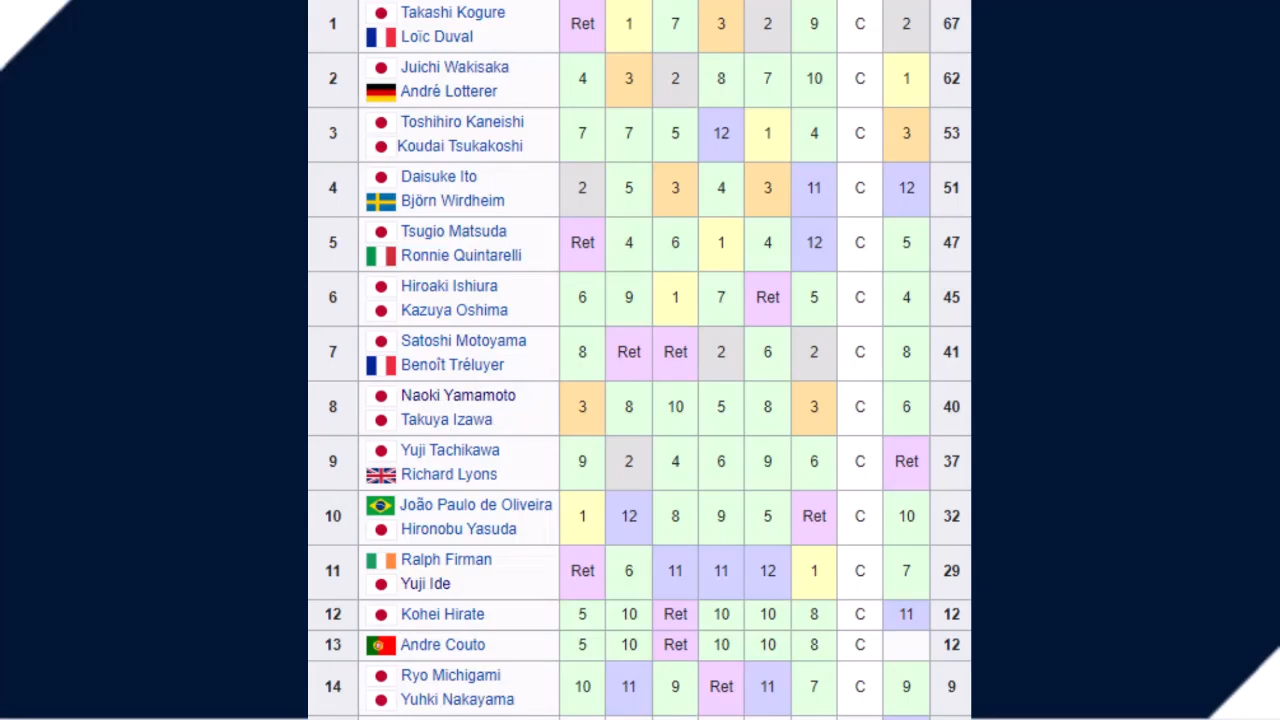 1 Takashi Kogure Ret 1 7 3 2 9 C 2 67
Loïc Duval
2 Juichi Wakisaka 4 3 2 8 7 10 C 1 62
André Lotterer
3 Toshihiro Kaneishi 7 7 5 12 1 4 C 3 53
Koudai Tsukakoshi
4 Daisuke Ito 2 5 3 4 3 11 C 12 51
Björn Wirdheim
5 Tsugio Matsuda Ret 4 6 1 4 12 C 5 47
Ronnie Quintarelli
6 Hiroaki Ishiura 6 9 1 7 Ret 5 C 4 45
Kazuya Oshima
7 Satoshi Motoyama 8 Ret Ret 2 6 2 C 8 41
Benoît Tréluyer
8 Naoki Yamamoto 3 8 10 5 8 3 C 6 40
Takuya Izawa
9 Yuji Tachikawa 9 2 4 6 9 6 C Ret 37
Richard Lyons
10 João Paulo de Oliveira 1 12 8 9 5 Ret C 10 32
Hironobu Yasuda
11 Ralph Firman Ret 6 11 11 12 1 C 7 29
Yuji Ide
12 Kohei Hirate 5 10 Ret 10 10 8 C 11 12
13 Andre Couto 5 10 Ret 10 10 8 C 12
14 Ryo Michigami 10 11 9 Ret 11 7 C 9 9
Yuhki Nakayama